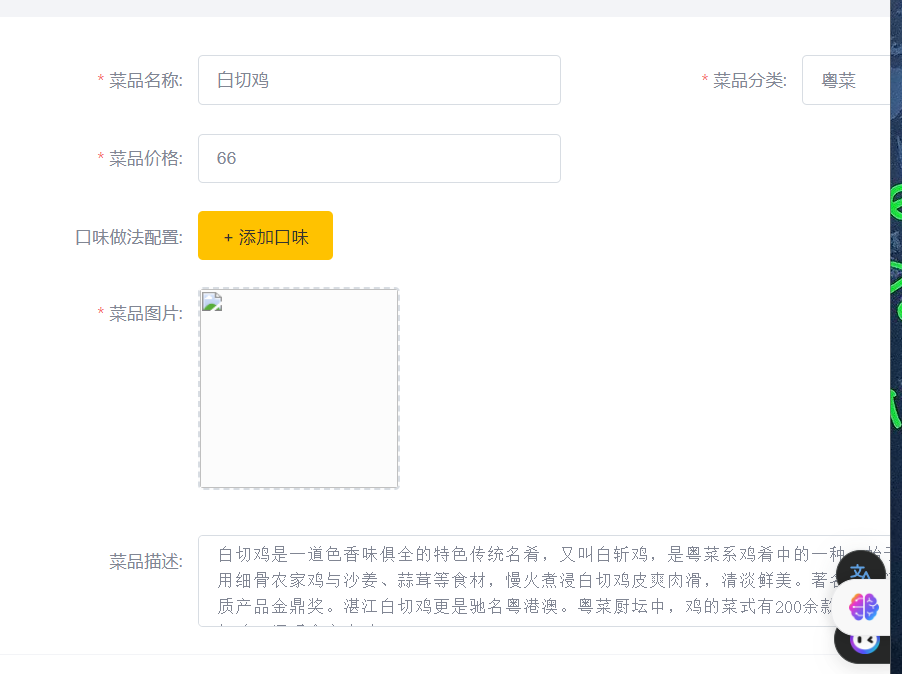 * 菜品名称: 白切鸡 * 菜品分类: 粤菜
* 菜品价格: 66
口味做法配置: + 添加口味
* 菜品图片:
菜品描述: 白切鸡是一道色香味俱全的特色传统名肴，又叫白斩鸡，是粤菜系鸡肴中的一种，始于
用细骨农家鸡与沙姜、蒜茸等食材，慢火煮浸白切鸡皮爽肉滑，清淡鲜美。著名
质产品金鼎奖。湛江白切鸡更是驰名粤港澳。粤菜厨坛中，鸡的菜式有200余款